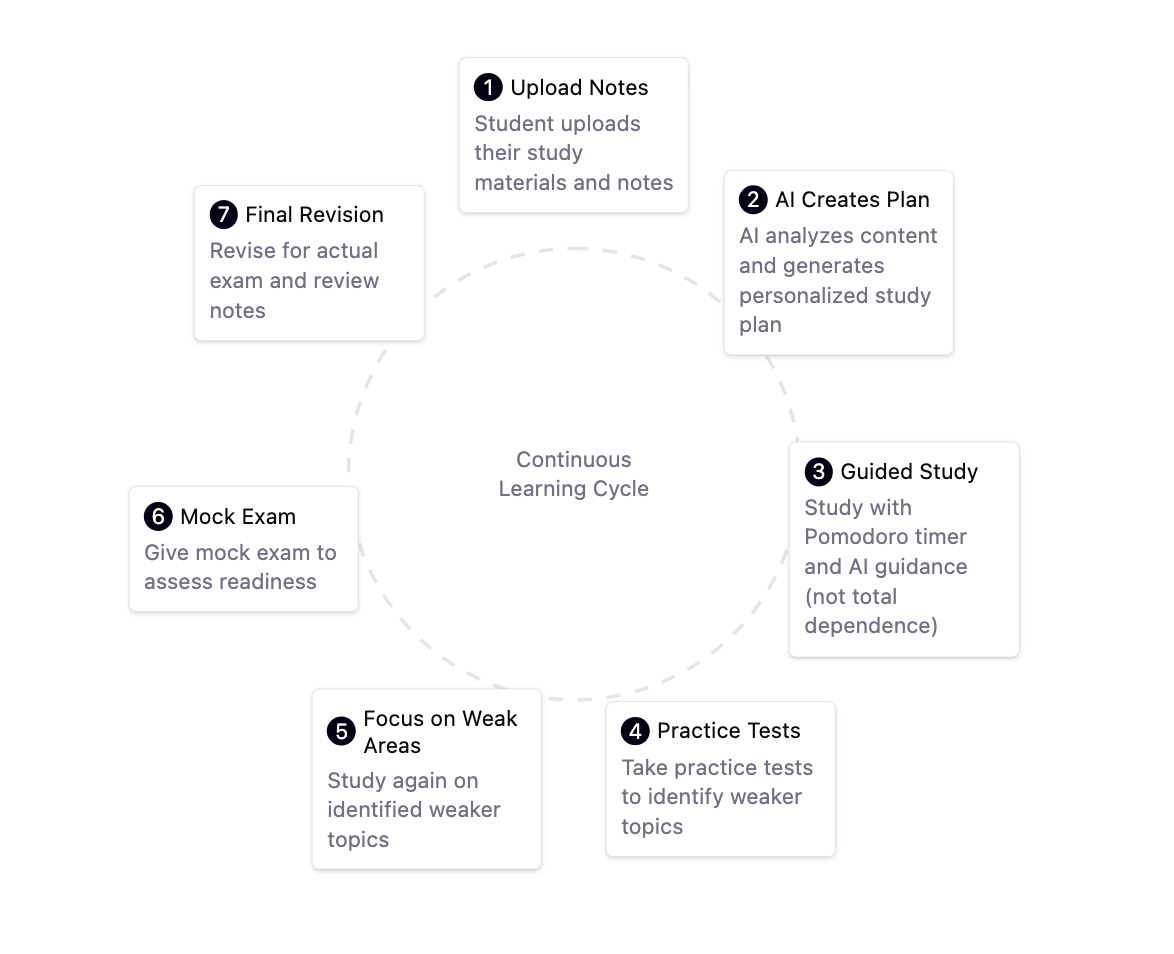 1 Upload Notes
Student uploads
their study
materials and notes
2 AI Creates Plan
AI analyzes content
and generates
personalized study
plan
3 Guided Study
Study with
Pomodoro timer
and AI guidance
(not total
dependence)
4 Practice Tests
Take practice tests
to identify weaker
topics
5 Focus on Weak
Areas
Study again on
identified weaker
topics
6 Mock Exam
Give mock exam to
assess readiness
7 Final Revision
Revise for actual
exam and review
notes
Continuous
Learning Cycle